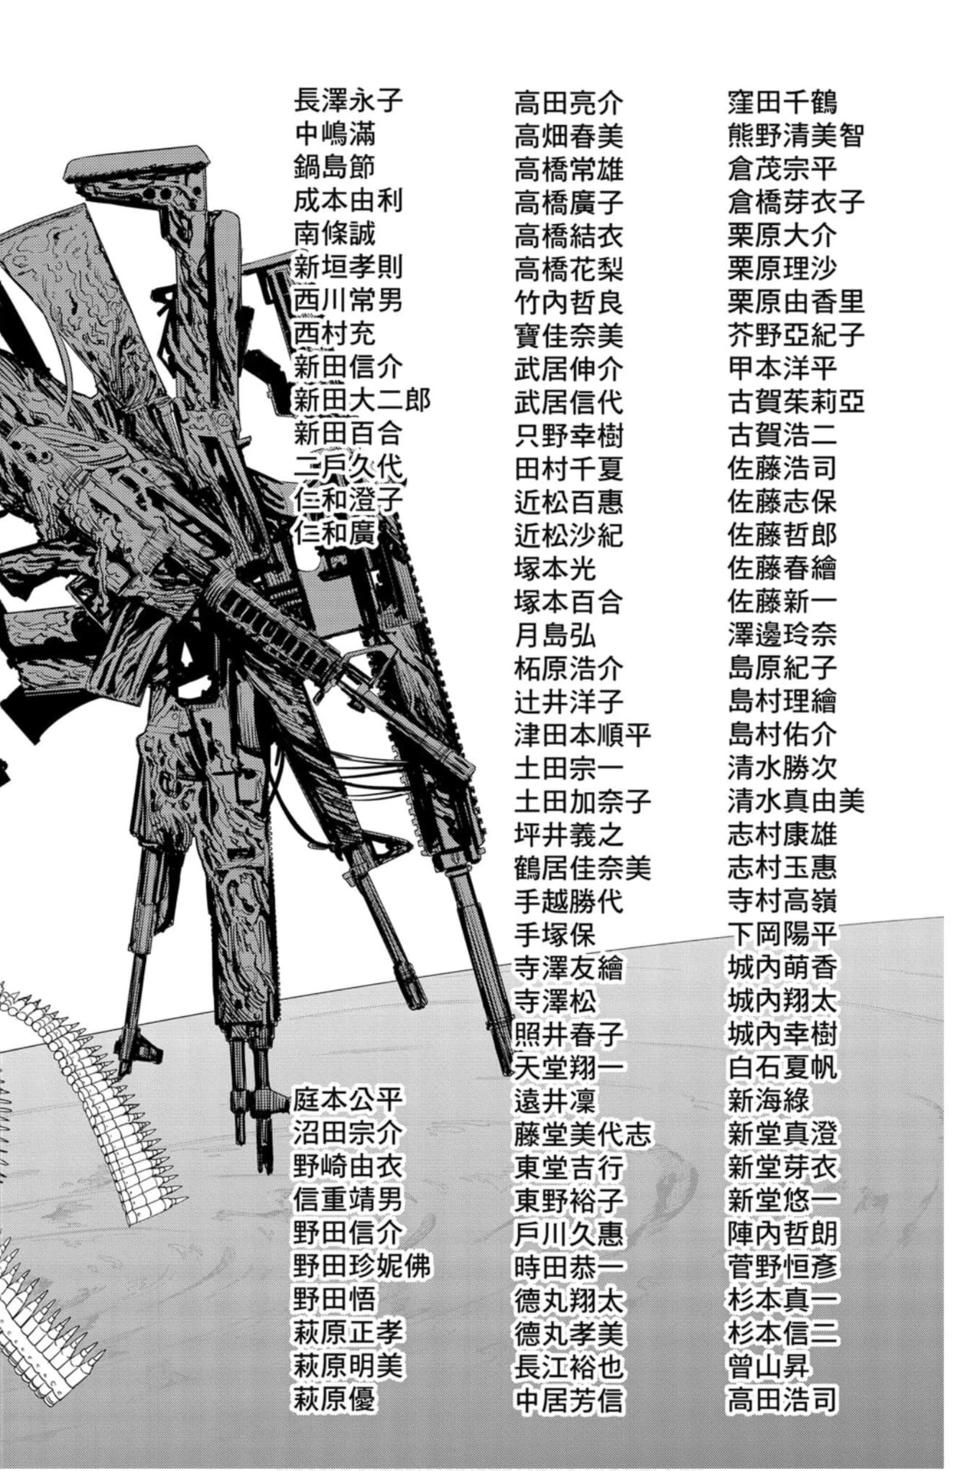 窪田千鶴
熊野清美智
倉茂宗平
倉橋芽衣子
栗原大介
栗原理沙
栗原由香里
芥野亞紀子
甲本洋平
古賀茱莉亞
古賀浩二
佐藤浩司
佐藤志保
佐藤哲郎
佐藤春繪
佐藤新一
澤邊玲奈
島原紀子
島村理繪
島村佑介
清水勝次
清水真由美
志村康雄
志村玉惠
寺村高嶺
下岡陽平
城內萌香
城內翔太
城內幸樹
白石夏帆
新海綠
新堂真澄
新堂芽衣
新堂悠一
陣內哲朗
菅野恒彥
杉本真一
杉本信二
曾山昇
高田浩司
高田亮介
高畑春美
高橋常雄
高橋廣子
高橋結衣
高橋花梨
竹內哲良
寶佳奈美
武居伸介
武居信代
只野幸樹
田村千夏
近松百惠
近松沙紀
塚本光
塚本百合
月島弘
柘原浩介
辻井洋子
津田本順平
土田宗一
土田加奈子
坪井義之
鶴居佳奈美
手越勝代
手塚保
寺澤友繪
寺澤松
照井春子
天堂翔一
遠井凜
藤堂美代志
東堂吉行
東野裕子
戶川久惠
時田恭一
德丸翔太
德丸孝美
長江裕也
中居芳信
長澤永子
中嶋滿
鍋島節
成本由利
南條誠
新垣孝則
西川常男
西村充
新田信介
新田大二郎
新田百合
二戶久代
仁和澄子
仁和廣
庭本公平
沼田宗介
野崎由衣
信重靖男
野田信介
野田珍妮佛
野田悟
萩原正孝
萩原明美
萩原優